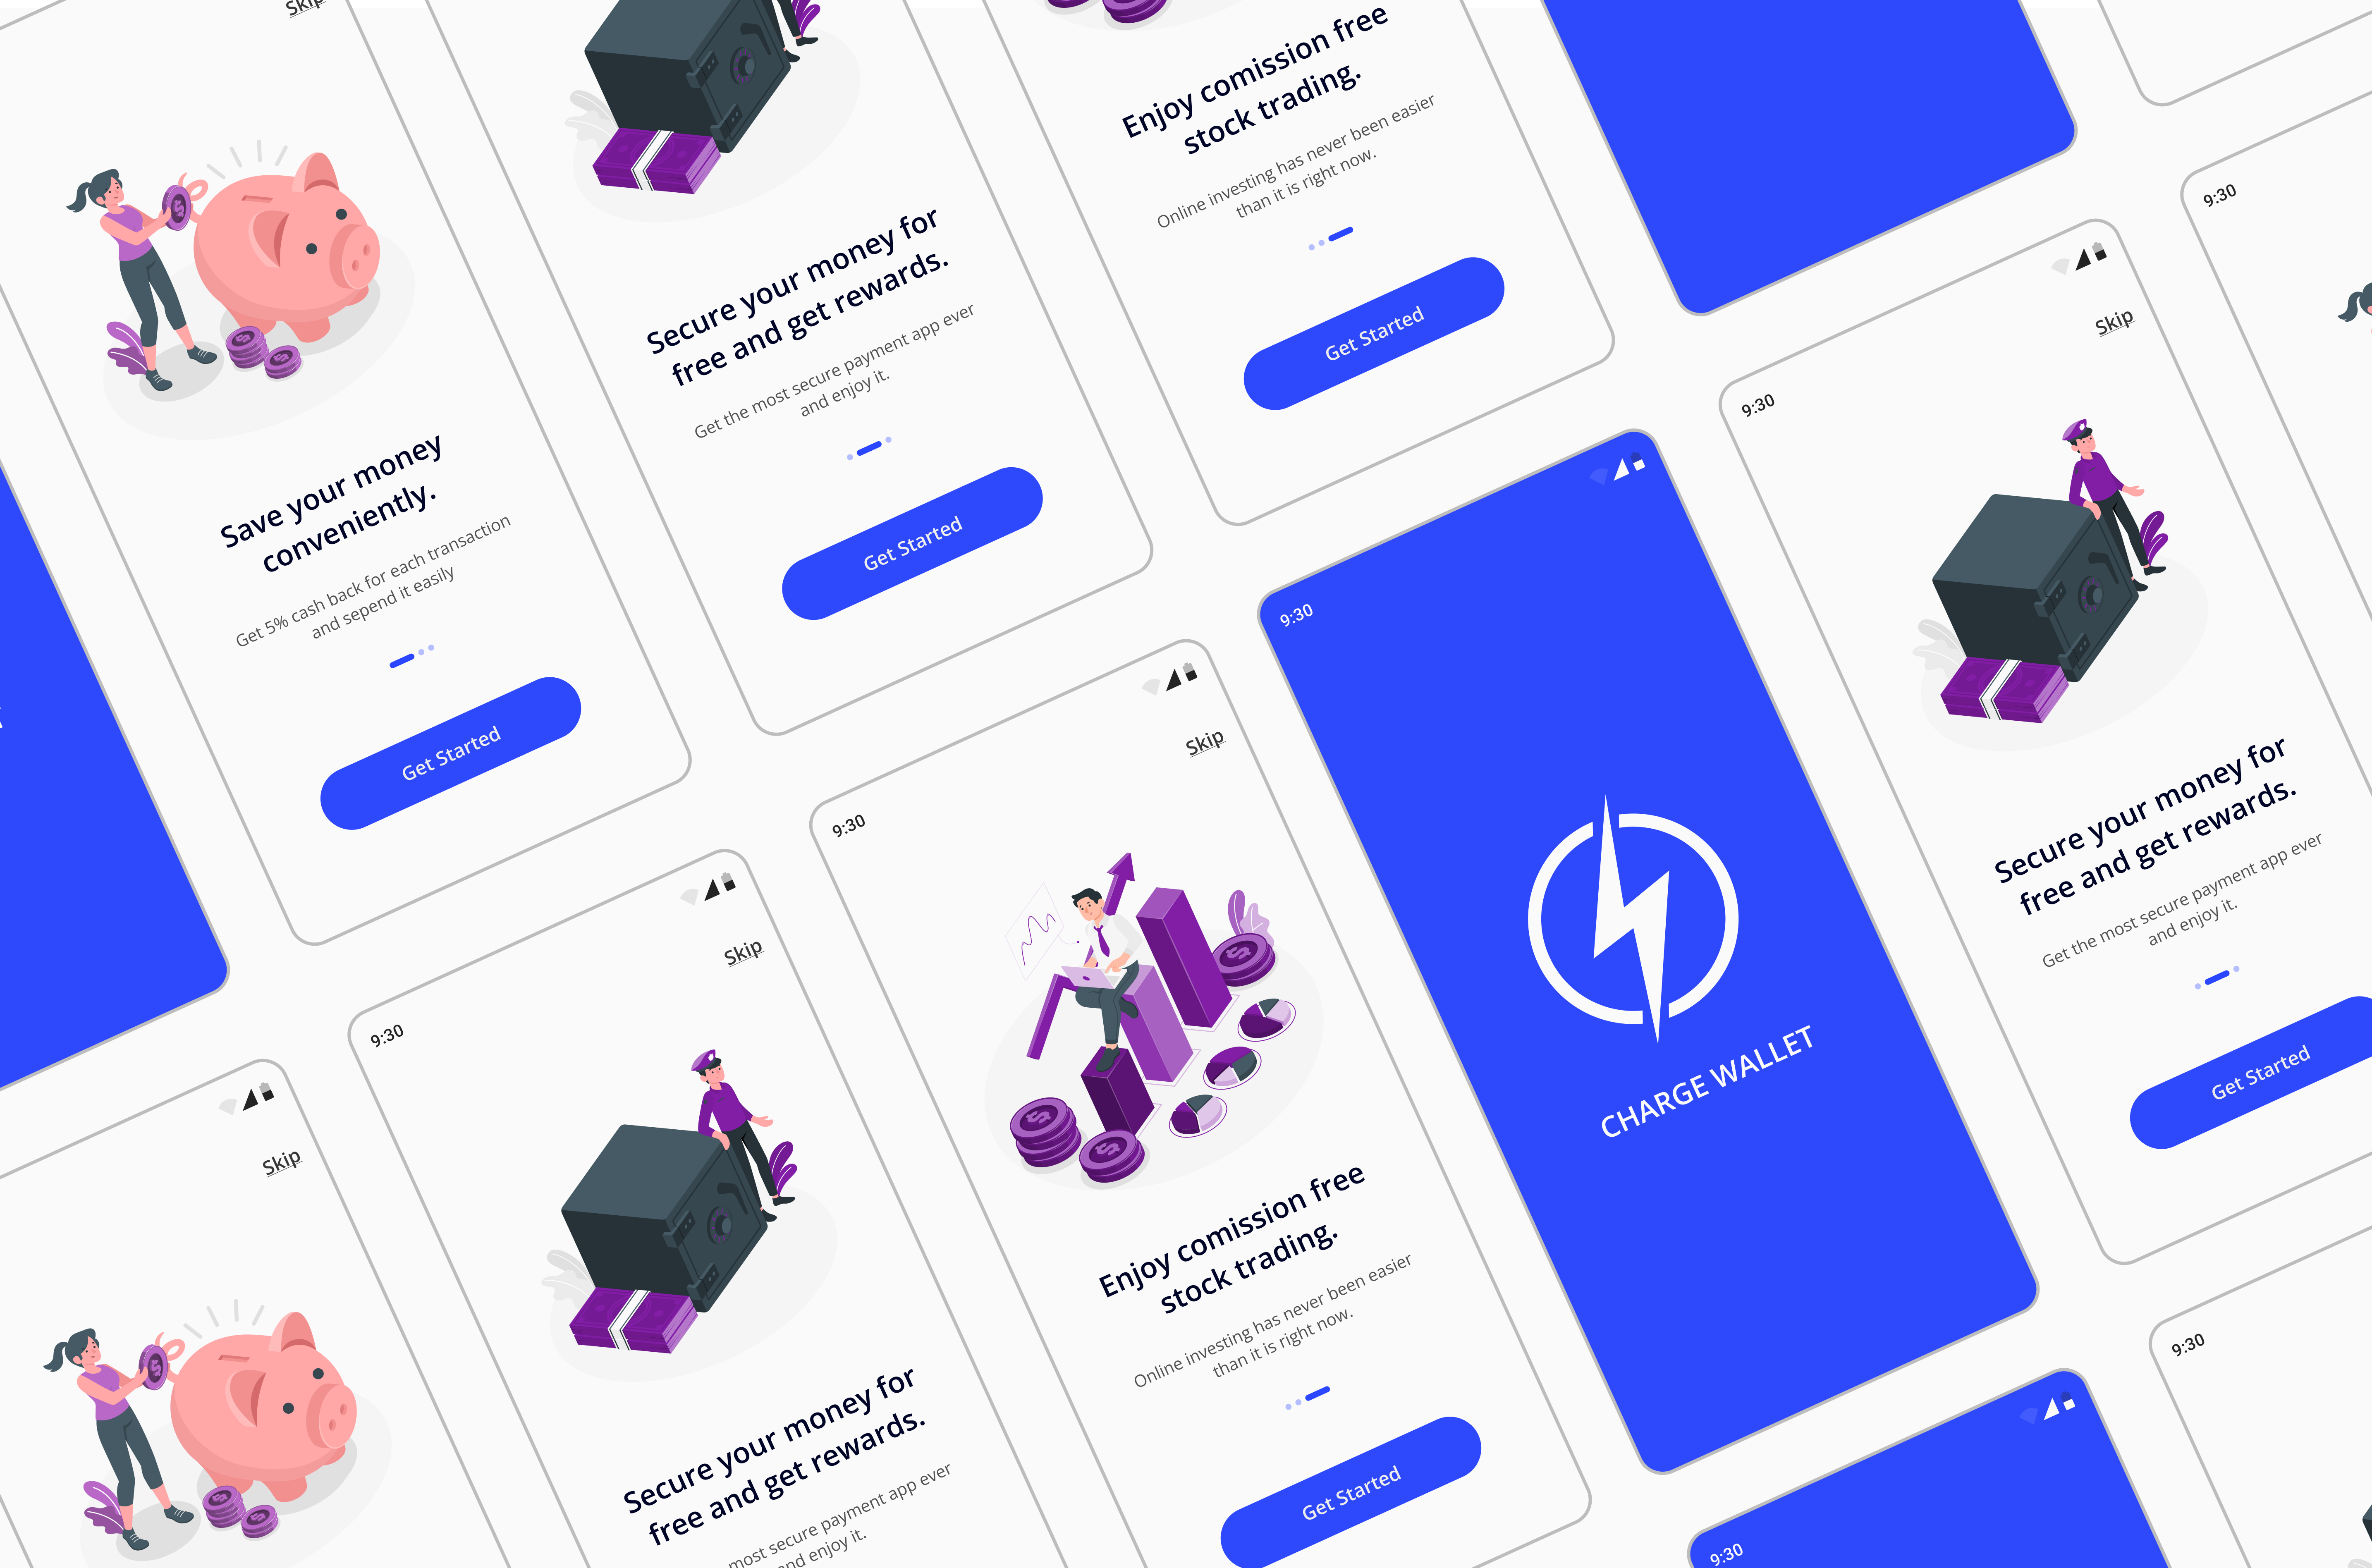 Skip
Save your money
conveniently.
Get 5% cash back for each transaction
and sepend it easily
Get Started
Secure your money for
free and get rewards.
Get the most secure payment app ever
and enjoy it.
Get Started
Enjoy comission free
stock trading.
Online investing has never been easier
than it is right now.
Get Started
Skip
9:30
Skip
Secure your money for
free and get rewards.
most secure payment app ever
and enjoy it.
9:30
Skip
Enjoy comission free
stock trading.
Online investing has never been easier
than it is right now.
Get Started
9:30
CHARGE WALLET
9:30
Skip
Secure your money for
free and get rewards.
Get the most secure payment app ever
and enjoy it.
Get Started
9:30
9:30
9:30